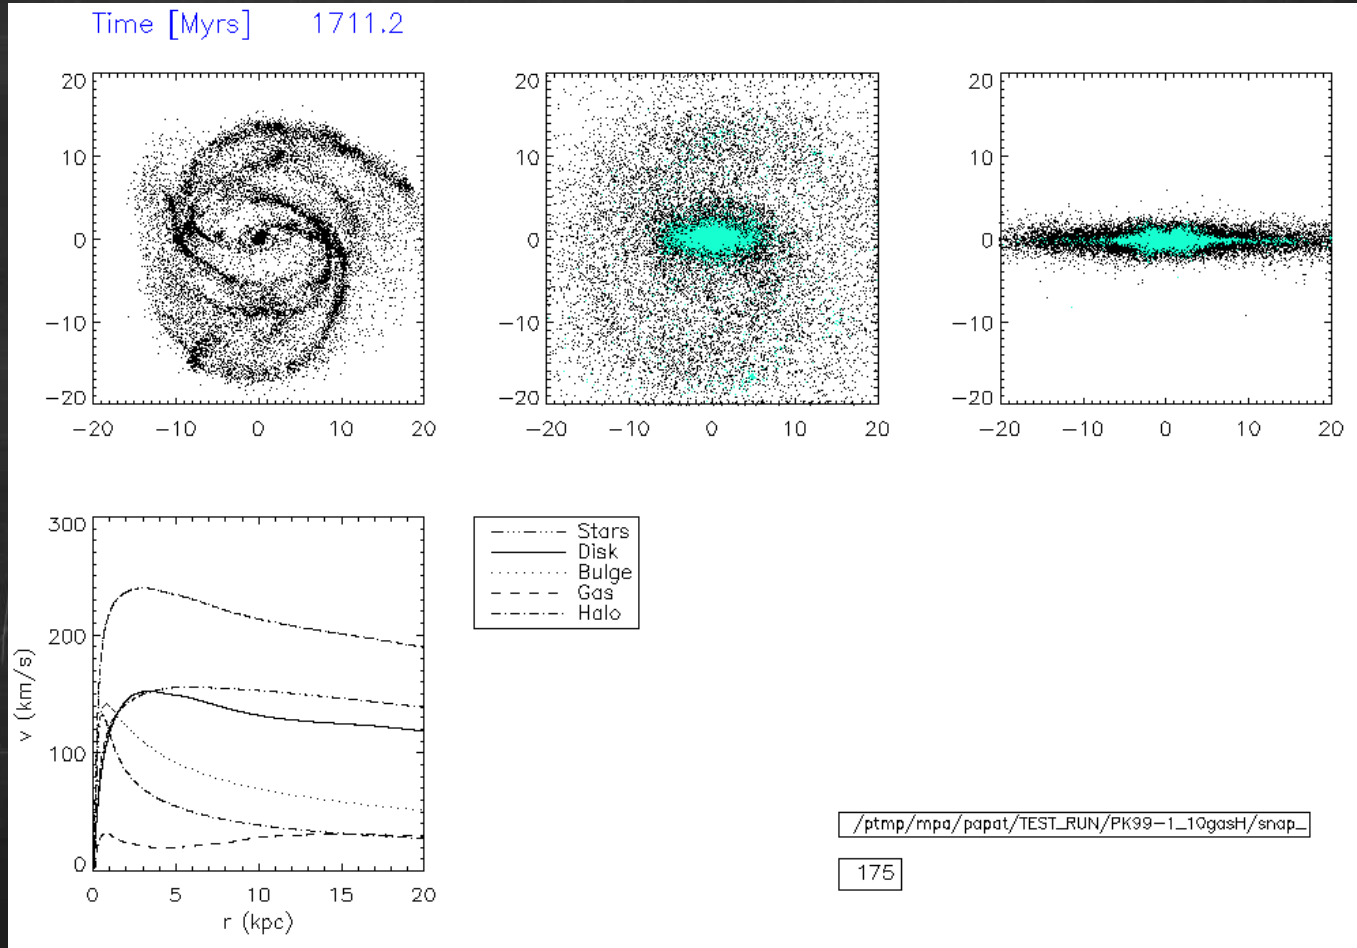 Time [Myrs] 1711.2
20
10
0
−10
−20
−20 −10 0 10 20
20
10
0
−10
−20
−20 −10 0 10 20
20
10
0
−10
−20
−20 −10 0 10 20
300
200
100
0
v (km/s)
0 5 10 15 20
r (kpc)
Stars
Disk
Bulge
Gas
Halo
/ptmp/mpa/papat/TEST_RUN/PK99−1_10gasH/snap_
175